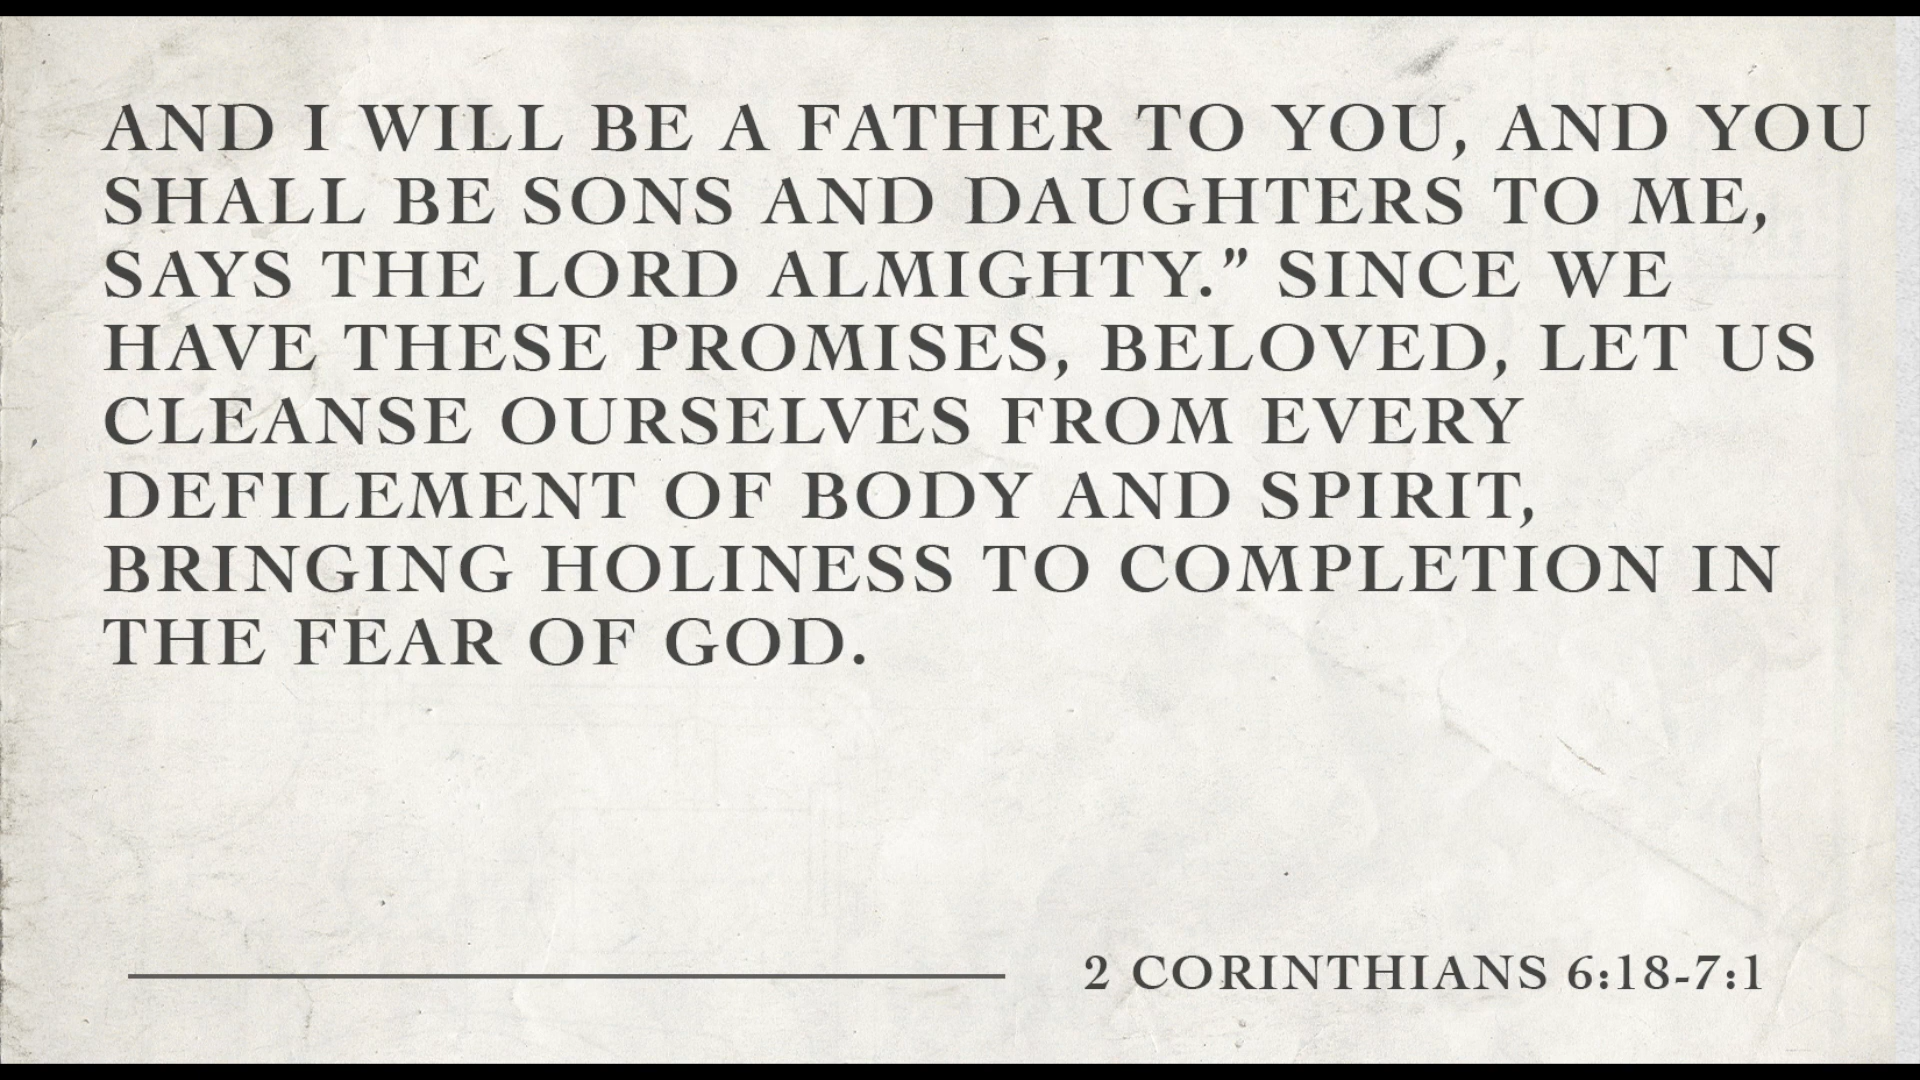 AND I WILL BE A FATHER TO YOU, AND YOU
SHALL BE SONS AND DAUGHTERS TO ME,
SAYS THE LORD ALMIGHTY.” SINCE WE
HAVE THESE PROMISES, BELOVED, LET US
CLEANSE OURSELVES FROM EVERY
DEFILEMENT OF BODY AND SPIRIT,
BRINGING HOLINESS TO COMPLETION IN
THE FEAR OF GOD.
2 CORINTHIANS 6:18-7:1